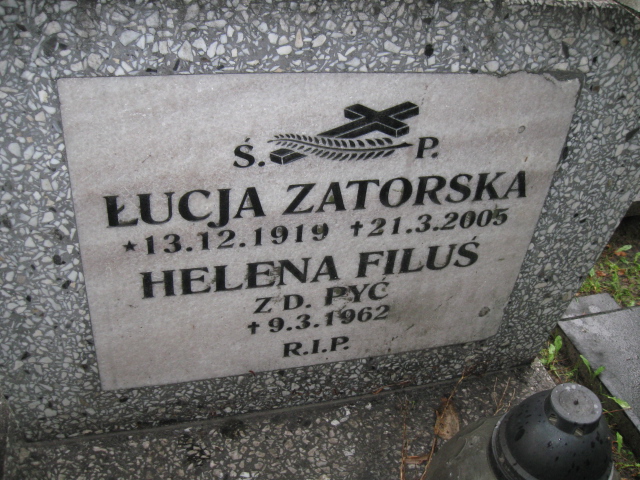 Ś. P.
ŁUCJA ZATORSKA
*13.12.1919 †21.3.2005
HELENA FILUŚ
Z D. PYĆ
†9.3.1962
R.I.P.